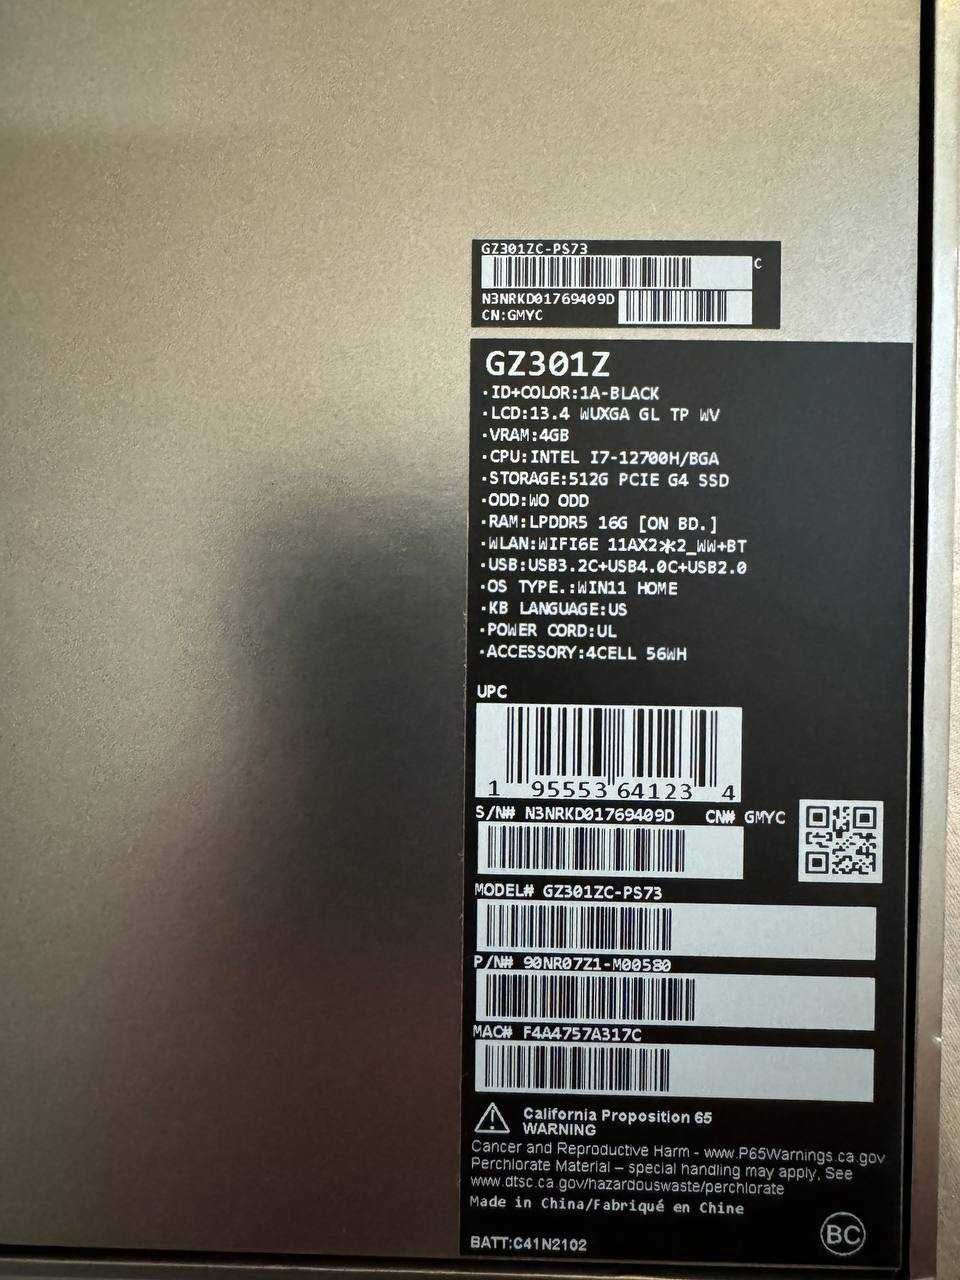 GZ301ZC-PS73
C
N3NRKD01769409D
CN:GMYC
GZ301Z
·ID+COLOR:1A-BLACK
·LCD:13.4 WUXGA GL TP WV
·VRAM:4GB
·CPU:INTEL I7-12700H/BGA
·STORAGE:512G PCIE G4 SSD
·ODD:WO ODD
·RAM:LPDDR5 16G [ON BD.]
·WLAN:WIFI6E 11AX2*2_WW+BT
·USB:USB3.2C+USB4.0C+USB2.0
·OS TYPE.:WIN11 HOME
·KB LANGUAGE:US
·POWER CORD:UL
·ACCESSORY:4CELL 56WH
UPC
1 95553 64123 4
S/N# N3NRKD01769409D CN# GMYC
MODEL# GZ301ZC-PS73
P/N# 90NR07Z1-M00580
MAC# F4A4757A317C
California Proposition 65
WARNING
Cancer and Reproductive Harm - www.P65Warnings.ca.gov
Perchlorate Material – special handling may apply, See
www.dtsc.ca.gov/hazardouswaste/perchlorate
Made in China/Fabriqué en Chine
BATT:C41N2102
BC